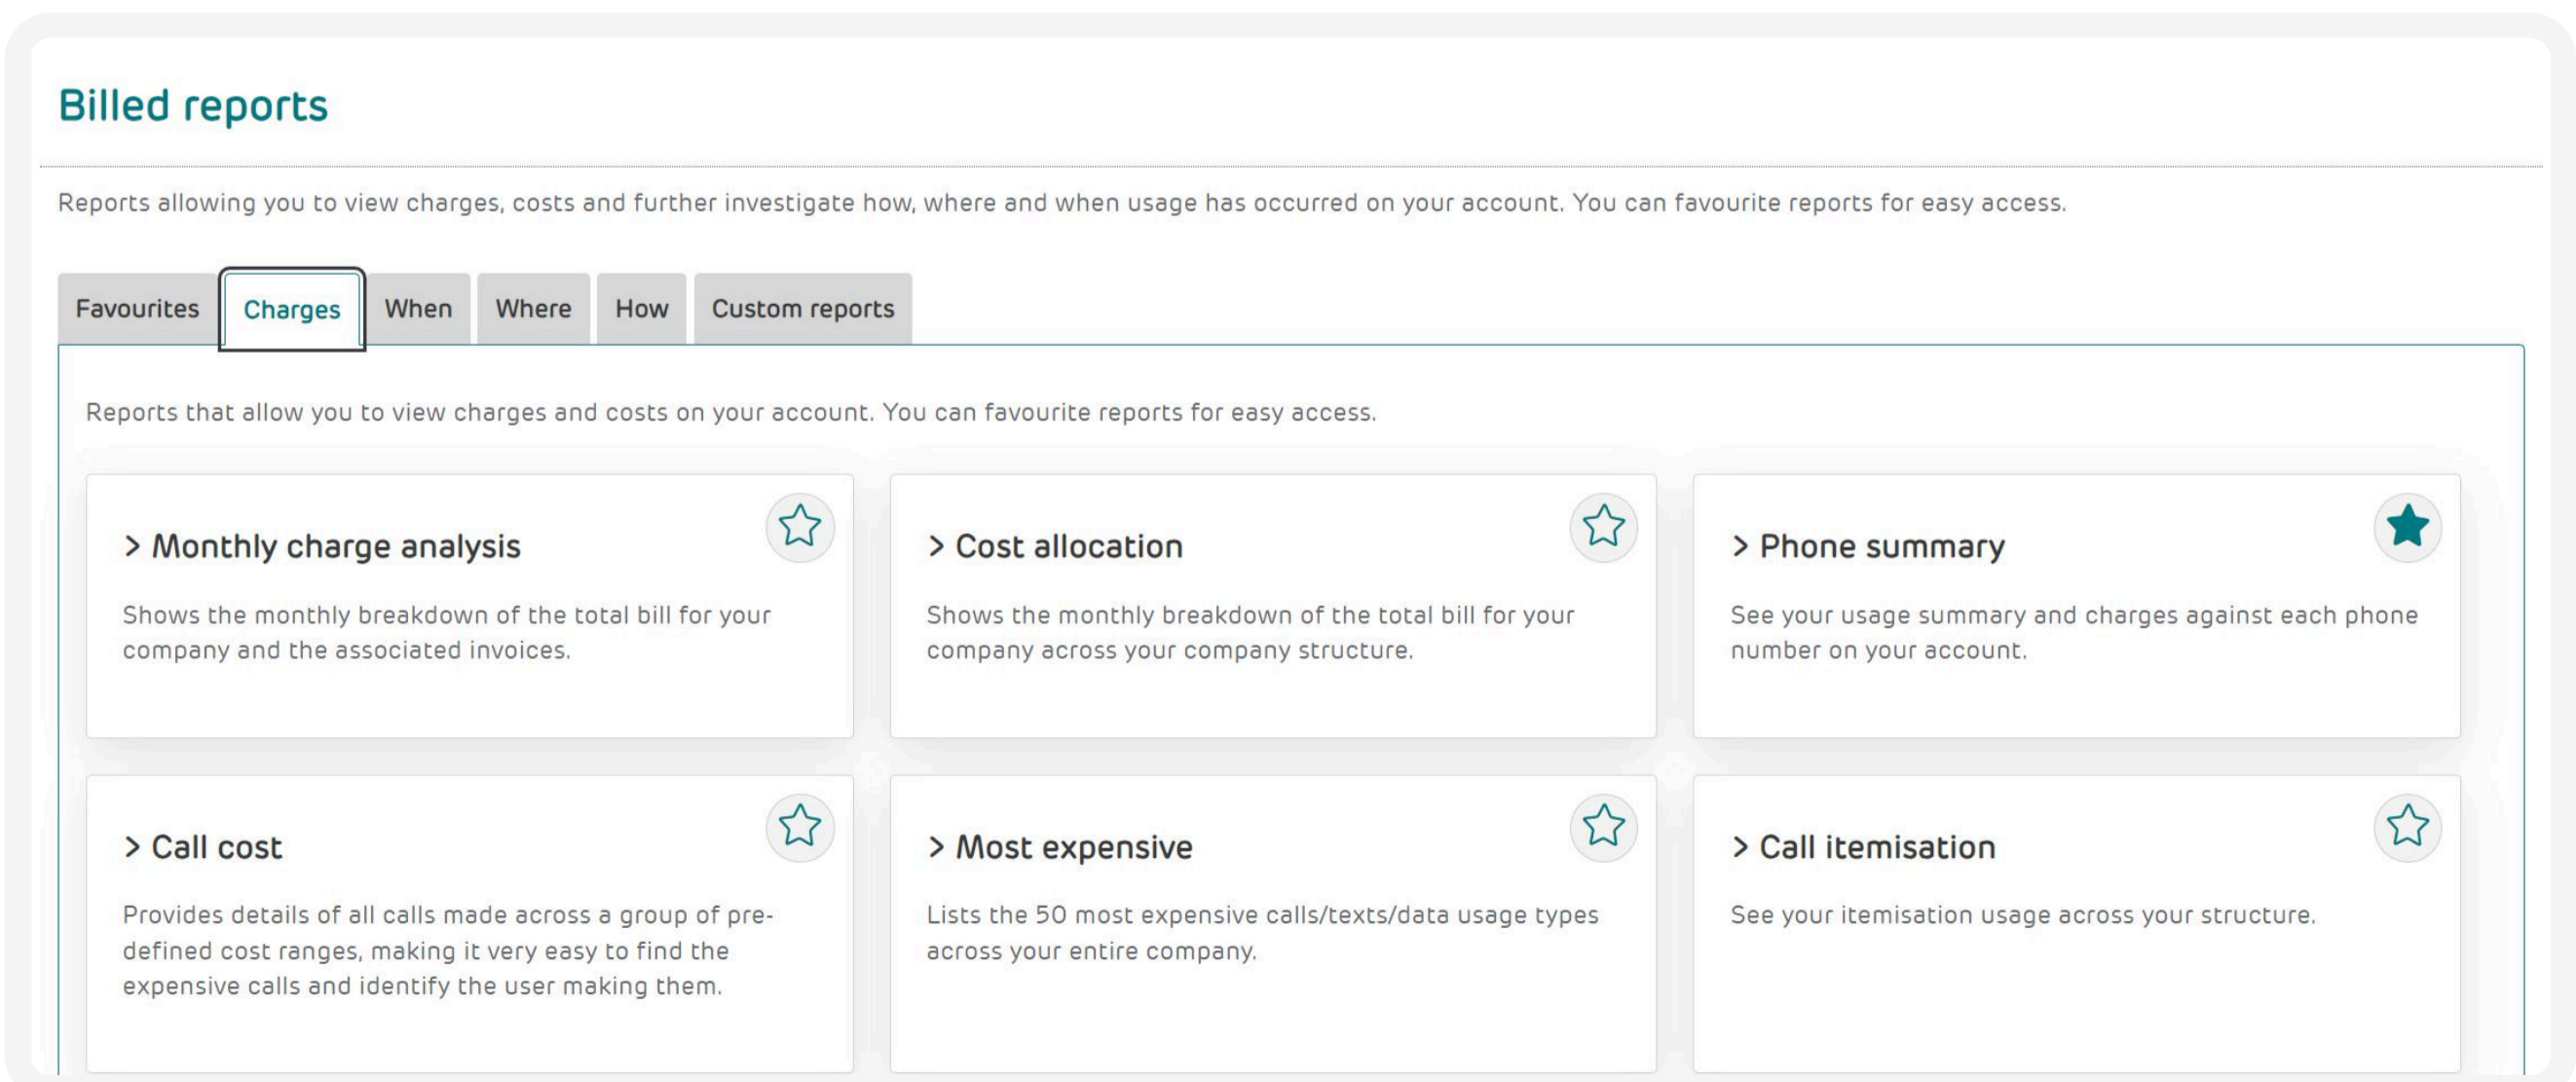 Billed reports
Reports allowing you to view charges, costs and further investigate how, where and when usage has occurred on your account. You can favourite reports for easy access.
Favourites
Charges
When
Where
How
Custom reports
Reports that allow you to view charges and costs on your account. You can favourite reports for easy access.
> Monthly charge analysis
Shows the monthly breakdown of the total bill for your
company and the associated invoices.
> Cost allocation
Shows the monthly breakdown of the total bill for your
company across your company structure.
> Phone summary
See your usage summary and charges against each phone
number on your account.
> Call cost
Provides details of all calls made across a group of pre-
defined cost ranges, making it very easy to find the
expensive calls and identify the user making them.
> Most expensive
Lists the 50 most expensive calls/texts/data usage types
across your entire company.
> Call itemisation
See your itemisation usage across your structure.